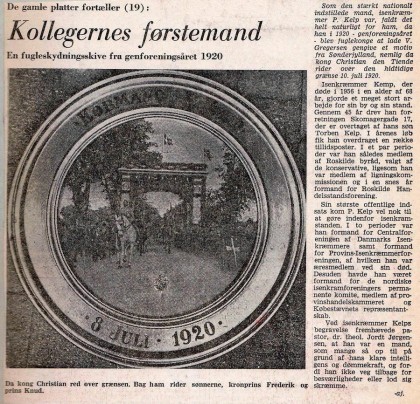 De gamle platter fortæller (19):
Kollegernes førstemand
En fugleskydningsskive fra genforeningsåret 1920
8 JULI · 1920 ·
Da kong Christian red over grænsen. Bag ham rider sønnerne, kronprins Frederik og
prins Knud.
Som den stærkt nationalt
indstillede mand, isenkræm-
mer P. Kelp var, faldt det
helt naturligt for ham, da
han i 1920 - genforeningsåret
- blev fuglekonge at lade V.
Gregersen gengive et motiv
fra Sønderjylland, nemlig da
kong Christian den Tiende
rider over den hidtidige
grænse 10. juli 1920.
Isenkræmmer Kemp, der
døde i 1956 i en alder af 68
år, gjorde et meget stort ar-
bejde for sin by og sin stand.
Gennem 45 år drev han for-
retningen Skomagergade 17,
der er overtaget af hans søn
Torben Kelp. I årenes løb
fik han overdraget en række
tillidsposter. I et par perio-
der var han således medlem
af Roskilde byråd, valgt af
de konservative, ligesom han
var medlem af ligningskom-
missionen og i en snes år
formand for Roskilde Han-
delsstandsforening.
Sin største offentlige ind-
sats kom P. Kelp vel nok til
at gøre indenfor isenkram-
standen. I to perioder var
han formand for Centralfor-
eningen af Danmarks Isen-
kræmmere samt formand
for Provins-Isenkræmmerfor-
eningen, af hvilken han var
æresmedlem ved sin død.
Desuden havde han været
formand for de nordiske
isenkramforeningers perma-
nente komite, medlem af pro-
vinshandelskammeret og
Købestævnets repræsentant-
skab.
Ved isenkræmmer Kelps
begravelse fremhævede pa-
stor, dr. theol. Jordt Jørgen-
sen, at han var en mand,
som mange så op til på
grund af hans klare intelli-
gens og dømmekraft, og for-
di han ikke veg tilbage for
besværligheder eller lod sig
skræmme.
-ef.